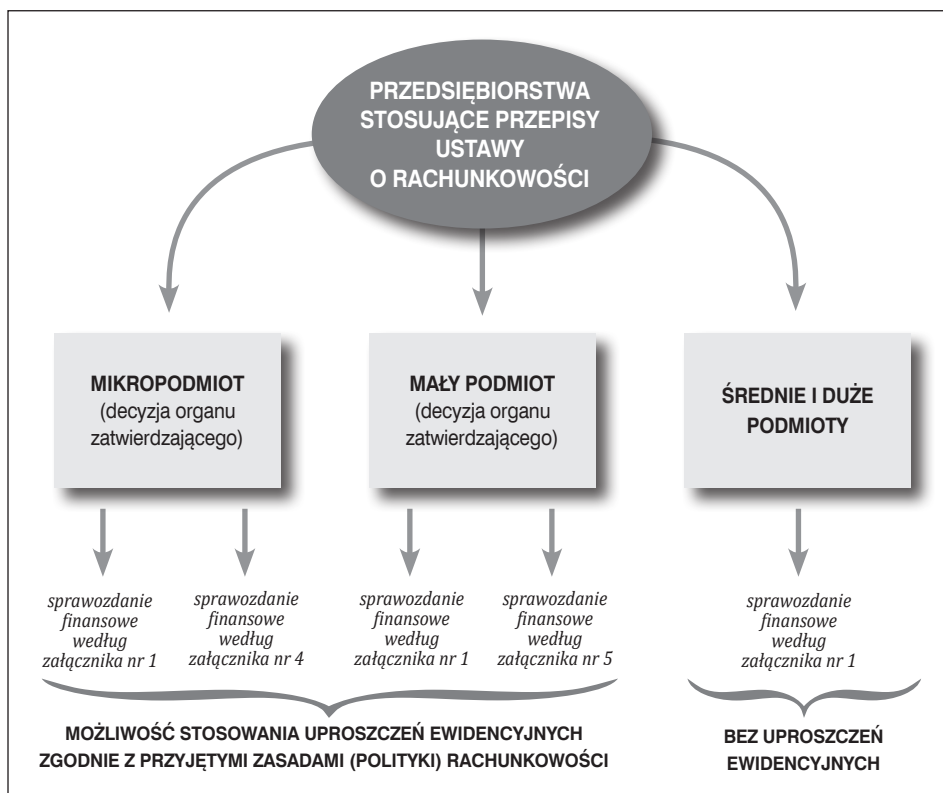 PRZEDSIĘBIORSTWA
STOSUJĄCE PRZEPISY
USTAWY
O RACHUNKOWOŚCI
MIKROPODMIOT
(decyzja organu
zatwierdzającego)
MAŁY PODMIOT
(decyzja organu
zatwierdzającego)
ŚREDNIE I DUŻE
PODMIOTY
sprawozdanie
finansowe
według
załącznika nr 1
sprawozdanie
finansowe
według
załącznika nr 4
sprawozdanie
finansowe
według
załącznika nr 1
sprawozdanie
finansowe
według
załącznika nr 5
sprawozdanie
finansowe
według
załącznika nr 1
MOŻLIWOŚĆ STOSOWANIA UPROSZCZEŃ EWIDENCYJNYCH
ZGODNIE Z PRZYJĘTYMI ZASADAMI (POLITYKI) RACHUNKOWOŚCI
BEZ UPROSZCZEŃ
EWIDENCYJNYCH